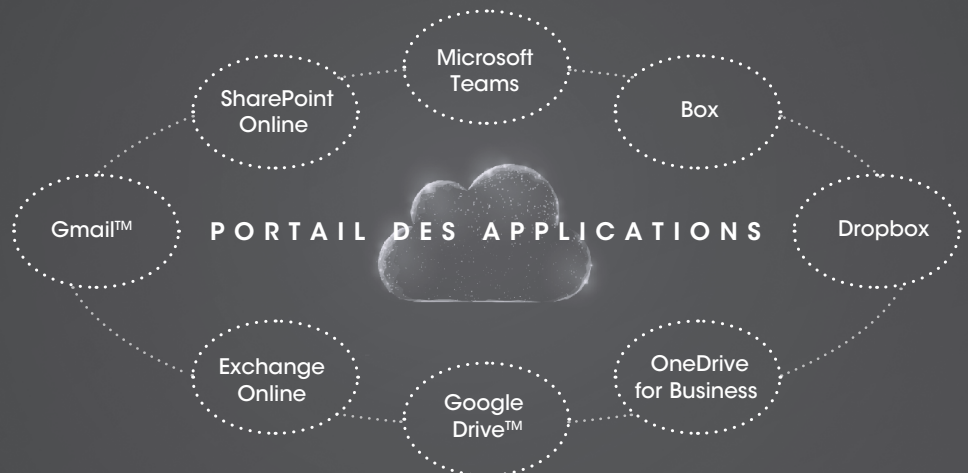 Microsoft
Teams
SharePoint
Online
Box
Gmail™
PORTAIL DES APPLICATIONS
Dropbox
Exchange
Online
OneDrive
for Business
Google
Drive™